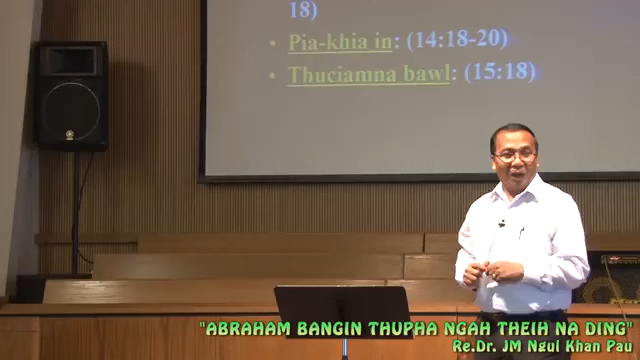 18)
• Pia-khia in: (14:18-20)
• Thuciamna bawl: (15:18)
"ABRAHAM BANGIN THUPHA NGAH THEIH NA DING"
Re.Dr. JM Ngul Khan Pau